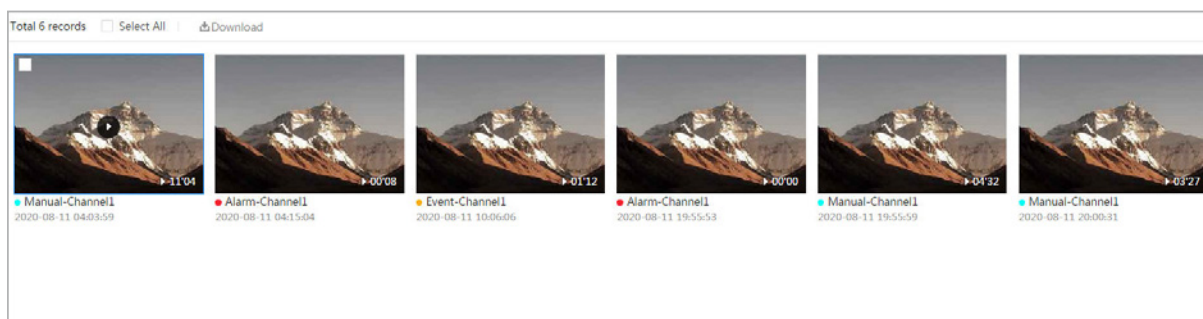 Total 6 records Select All Download
11'04 00'08 01'12 00'00 04'32 03'27
Manual-Channel1 Alarm-Channel1 Event-Channel1 Alarm-Channel1 Manual-Channel1 Manual-Channel1
2020-08-11 04:03:59 2020-08-11 04:15:04 2020-08-11 10:06:06 2020-08-11 19:55:53 2020-08-11 19:55:59 2020-08-11 20:00:31